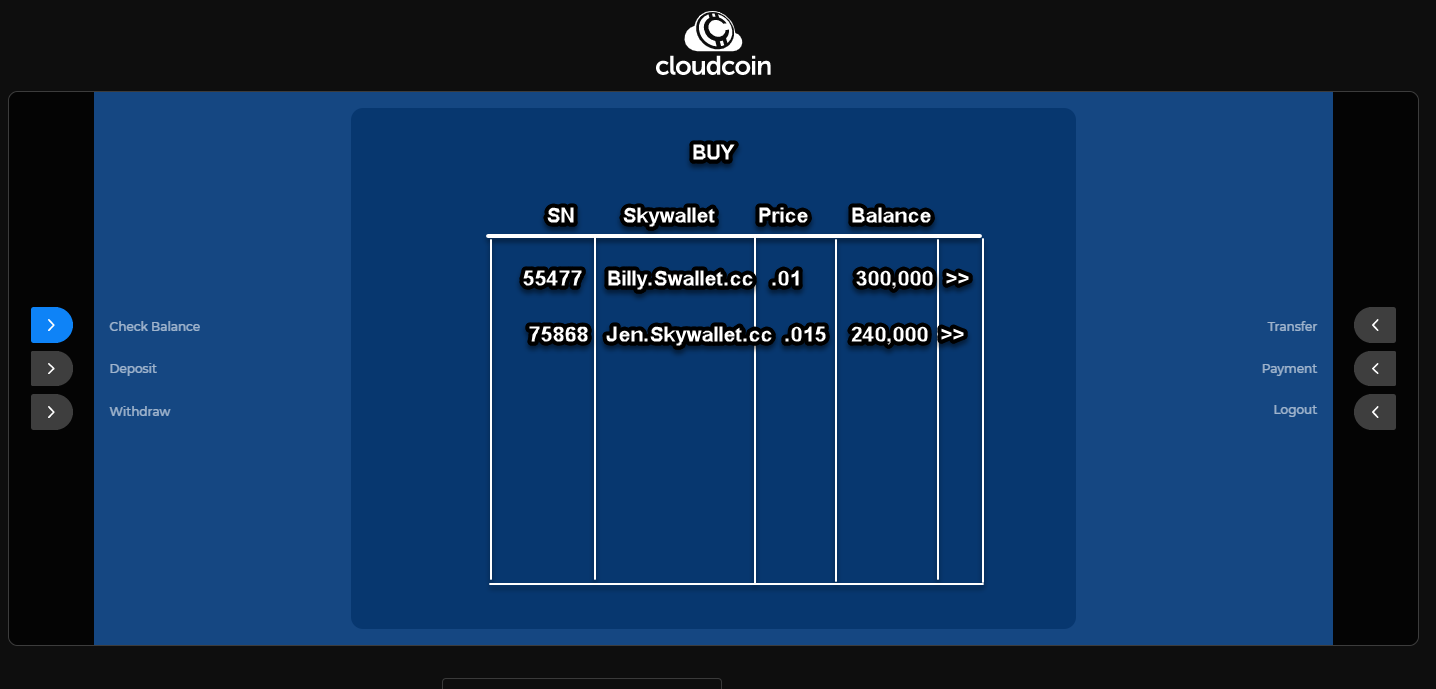 cloudcoin
BUY
SN Skywallet Price Balance
55477 Billy.Swallet.cc .01 300,000 >>
75868 Jen.Skywallet.cc .015 240,000 >>
Check Balance
Deposit
Withdraw
Transfer
Payment
Logout